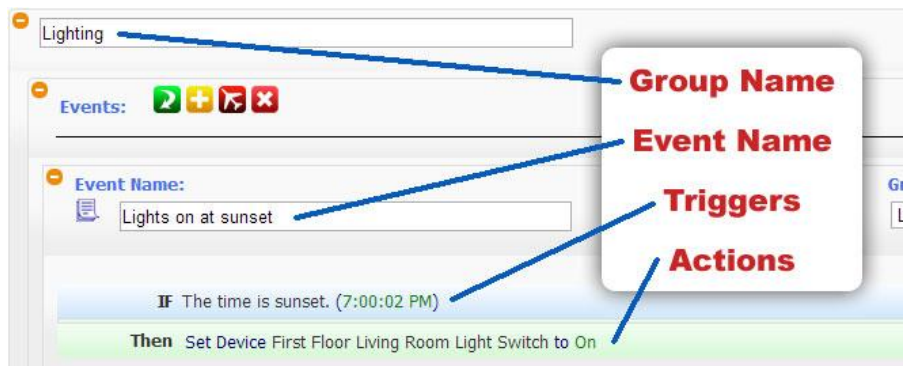 Lighting
Group Name
Events:
Event Name
Event Name:
Lights on at sunset
Triggers
Actions
IF The time is sunset. (7:00:02 PM)
Then Set Device First Floor Living Room Light Switch to On